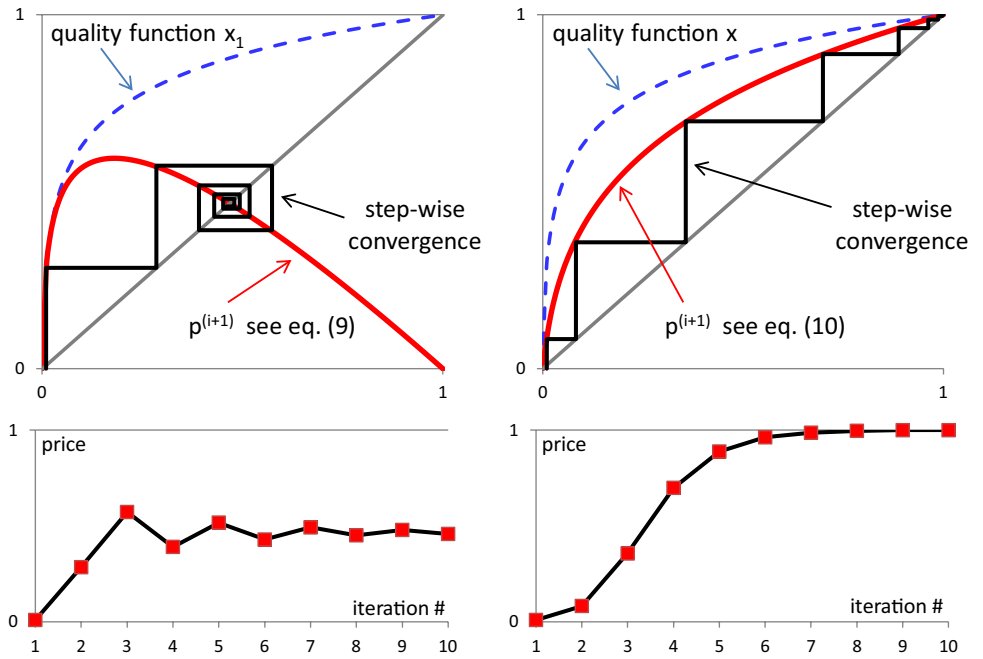 1
quality function x₁
step-wise
convergence
p⁽ⁱ⁺¹⁾ see eq. (9)
0
0 1
1
quality function x
step-wise
convergence
p⁽ⁱ⁺¹⁾ see eq. (10)
0
0 1
1
price
iteration #
0
1 2 3 4 5 6 7 8 9 10
1
price
iteration #
0
1 2 3 4 5 6 7 8 9 10